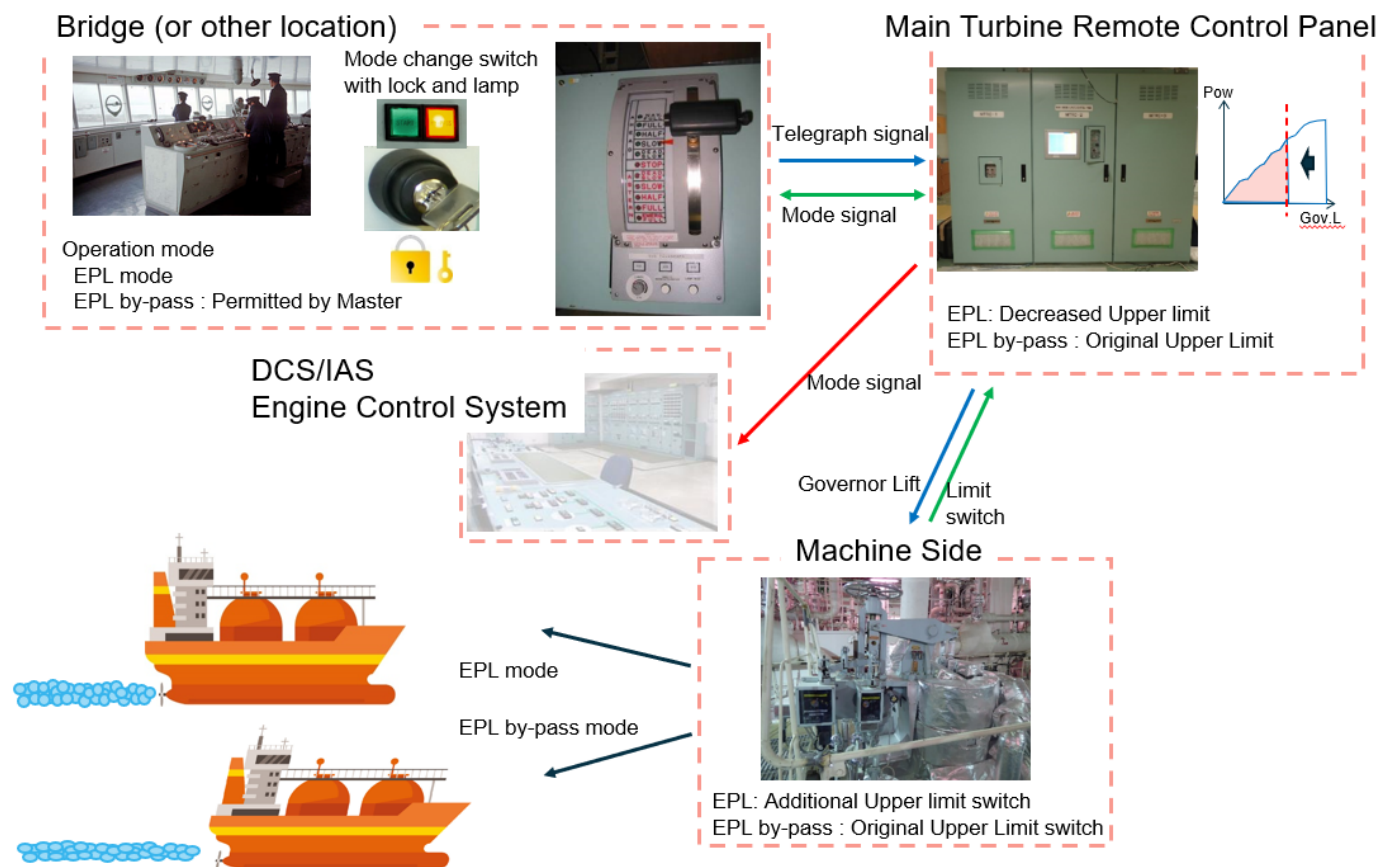 Bridge (or other location)
Mode change switch
with lock and lamp
Operation mode
EPL mode
EPL by-pass : Permitted by Master
FULL
HALF
SLOW
STOP
SLOW
HALF
FULL
Telegraph signal
Mode signal
Main Turbine Remote Control Panel
Pow
Gov.L
EPL: Decreased Upper limit
EPL by-pass : Original Upper Limit
DCS/IAS
Engine Control System
Mode signal
Governor Lift
Limit
switch
Machine Side
EPL mode
EPL by-pass mode
EPL: Additional Upper limit switch
EPL by-pass : Original Upper Limit switch